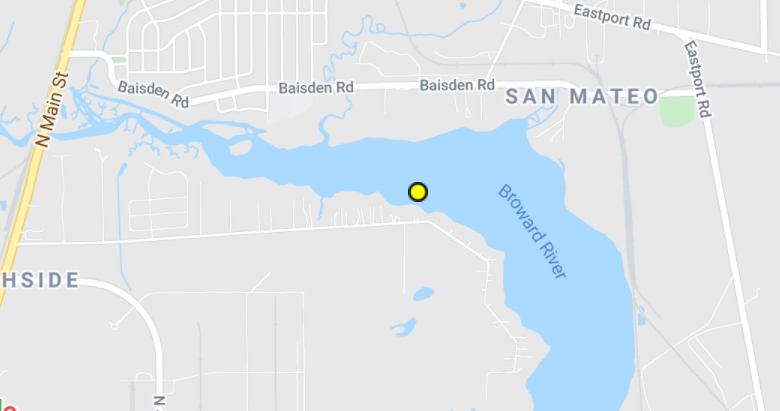 Eastport Rd
Eastport Rd
Baisden Rd
Baisden Rd
Baisden Rd
SAN MATEO
N Main St
Broward River
HSIDE
N